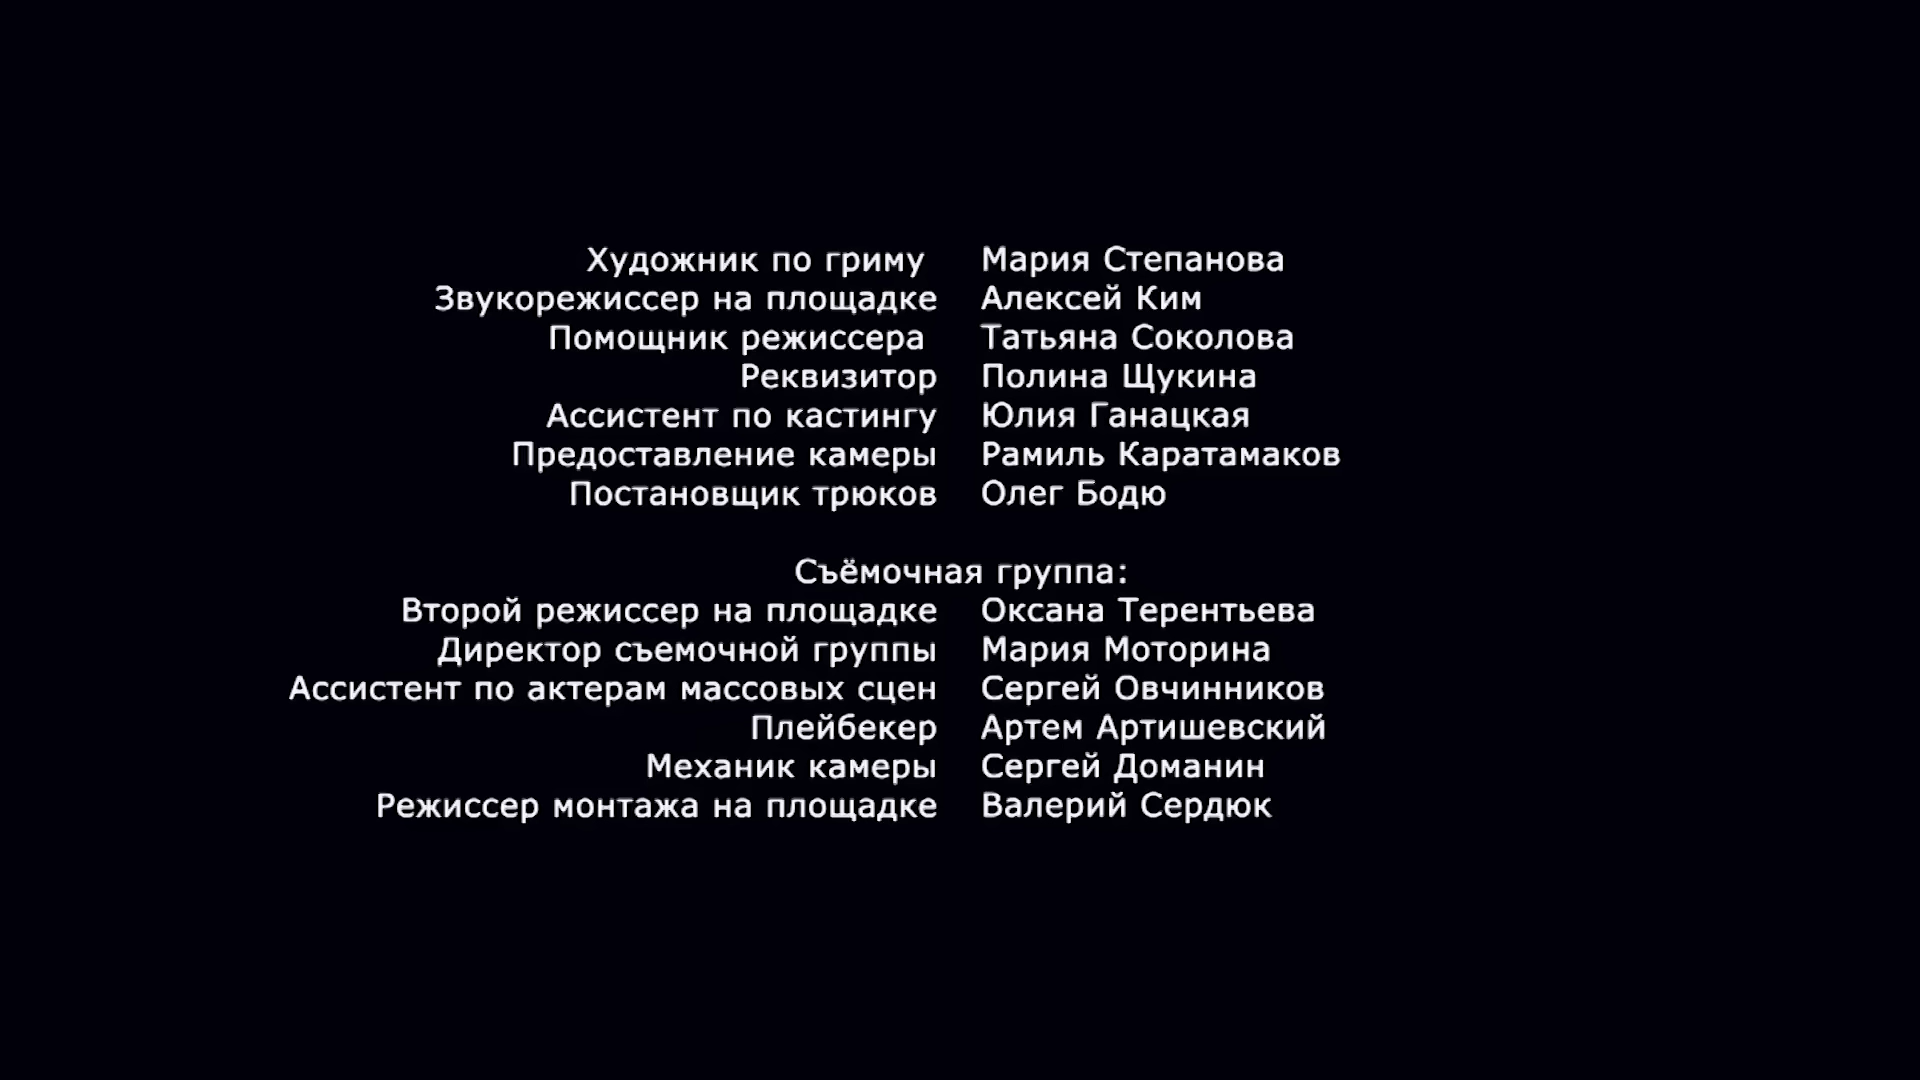 Художник по гриму Мария Степанова
Звукорежиссер на площадке Алексей Ким
Помощник режиссера Татьяна Соколова
Реквизитор Полина Щукина
Ассистент по кастингу Юлия Ганацкая
Предоставление камеры Рамиль Каратамаков
Постановщик трюков Олег Бодю
Съёмочная группа:
Второй режиссер на площадке Оксана Терентьева
Директор съемочной группы Мария Моторина
Ассистент по актерам массовых сцен Сергей Овчинников
Плейбекер Артем Артишевский
Механик камеры Сергей Доманин
Режиссер монтажа на площадке Валерий Сердюк